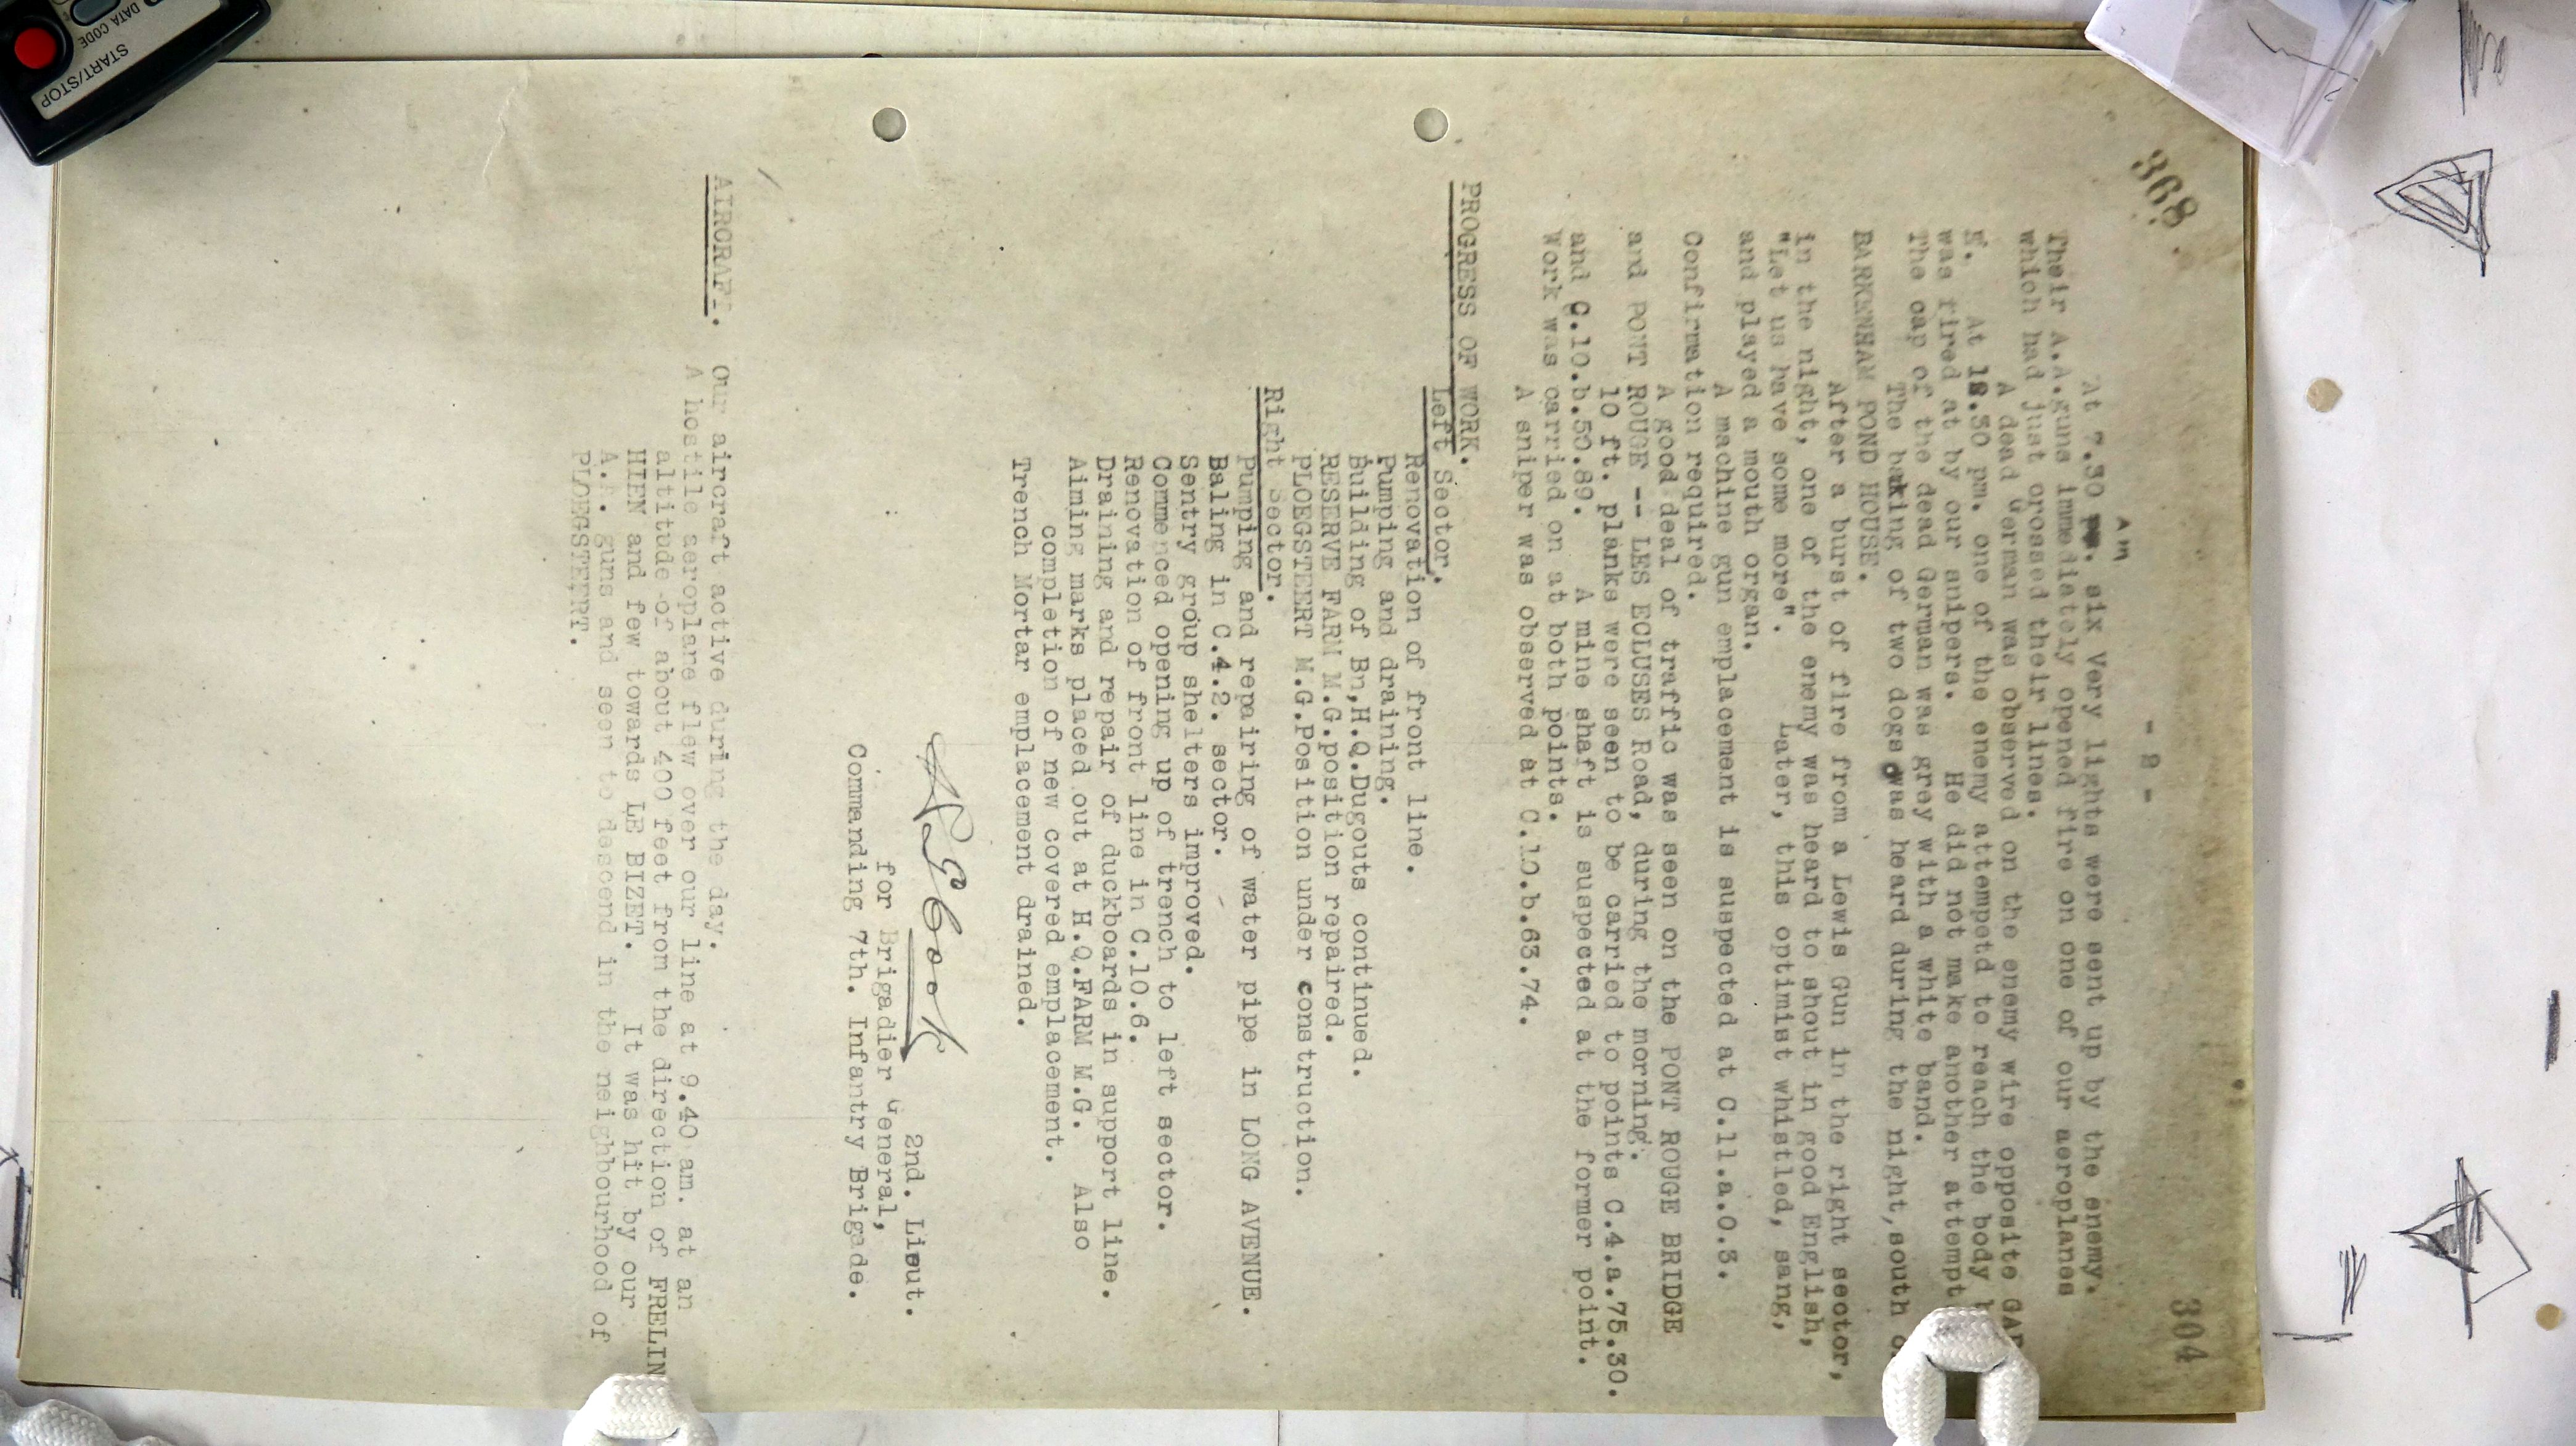 368
304
- 2 -
Am
At 7.30 pm. six Very lights were sent up by the enemy.
Their A.A.guns immediately opened fire on one of our aeroplanes
which had just crossed their lines.
A dead German was observed on the enemy wire opposite GAP
E. At 12.30 pm. one of the enemy attempetd to reach the body
was fired at by our snipers. He did not make another attempt
The cap of the dead German was grey with a white band.
The baking of two dogs was heard during the night, south
BARKENHAM POND HOUSE.
After a burst of fire from a Lewis Gun in the right sector,
in the night, one of the enemy was heard to shout in good English,
"Let us have some more". Later, this optimist whistled, sang,
and played a mouth organ.
A machine gun emplacement is suspected at C.11.a.0.3.
Confirmation required.
A good deal of traffic was seen on the PONT ROUGE BRIDGE
and PONT ROUGE -- LES ECLUSES Road, during the morning.
10 ft. planks were seen to be carried to points C.4.a.75.30.
and C.10.b.50.89. A mine shaft is suspected at the former point.
Work was carried on at both points.
A sniper was observed at C.10.b.63.74.
PROGRESS OF WORK.
Left Sector.
Renovation of front line.
Pumping and draining.
Building of Bn,H.Q.Dugouts continued.
RESERVE FARM M.G.position repaired.
PLOEGSTEERT M.G.Position under construction.
Right Sector.
Pumping and repairing of water pipe in LONG AVENUE.
Baling in C.4.2. sector.
Sentry group shelters improved.
Commenced opening up of trench to left sector.
Renovation of front line in C.10.6.
Draining and repair of duckboards in support line.
Aiming marks placed out at H.Q.FARM M.G. Also
completion of new covered emplacement.
Trench Mortar emplacement drained.
Cook
2nd. Lieut.
for Brigadier General,
Commanding 7th. Infantry Brigade.
AIRCRAFT. Our aircraft active during the day.
A hostile aeroplane flew over our line at 9.40 am. at an
altitude of about 400 feet from the direction of FRELIN
HIEN and few towards LE BIZET. It was hit by our
A.A. guns and seen to descend in the neighbourhood of
PLOEGSTEERT.
DATA CODE
START/STOP